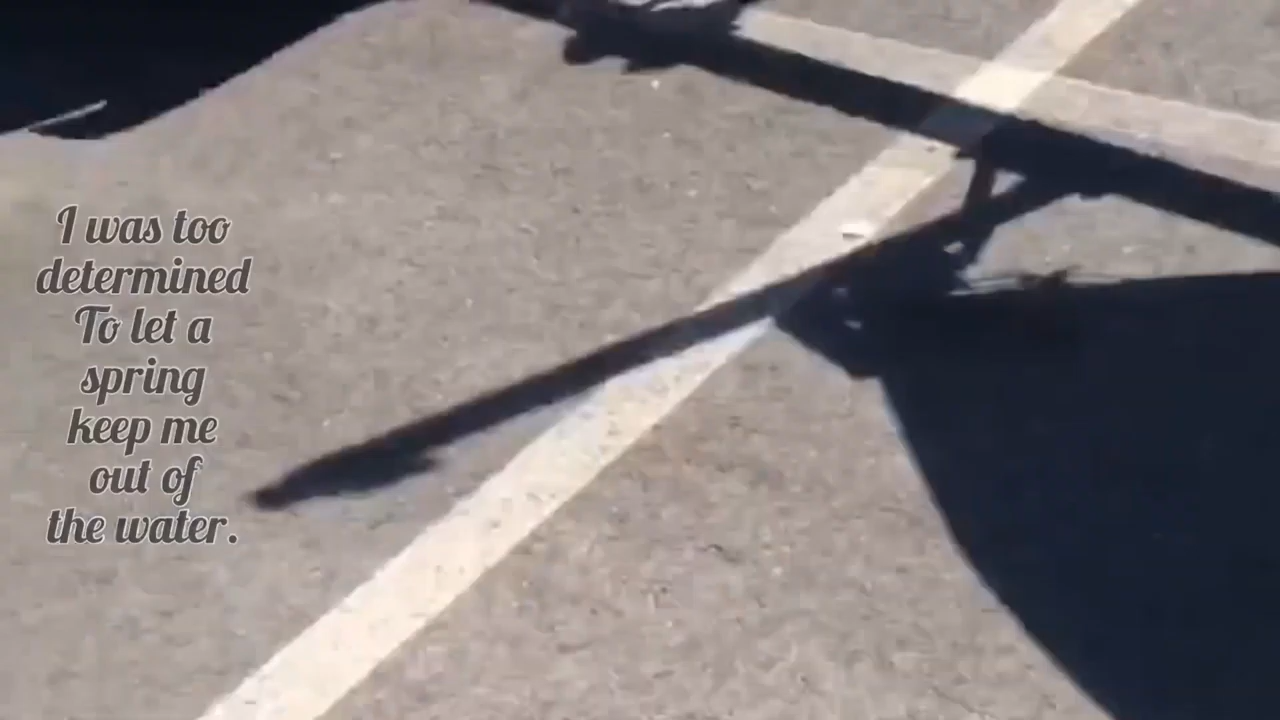 I was too
determined
To let a
spring
keep me
out of
the water.